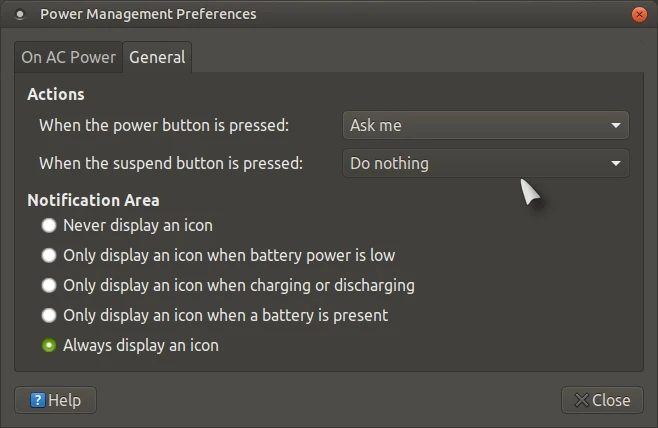 Power Management Preferences
On AC Power General
Actions
When the power button is pressed: Ask me
When the suspend button is pressed: Do nothing
Notification Area
Never display an icon
Only display an icon when battery power is low
Only display an icon when charging or discharging
Only display an icon when a battery is present
Always display an icon
? Help Close